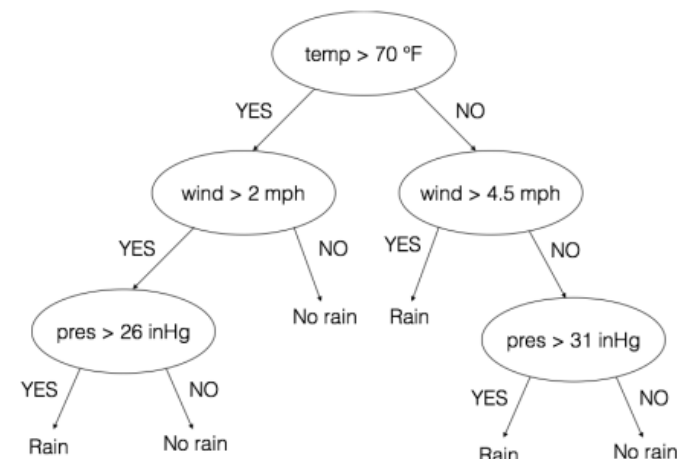 temp > 70 ºF
YES
NO
wind > 2 mph
wind > 4.5 mph
YES
NO
YES
NO
No rain
Rain
pres > 26 inHg
pres > 31 inHg
YES
NO
YES
NO
Rain
No rain
Rain
No rain